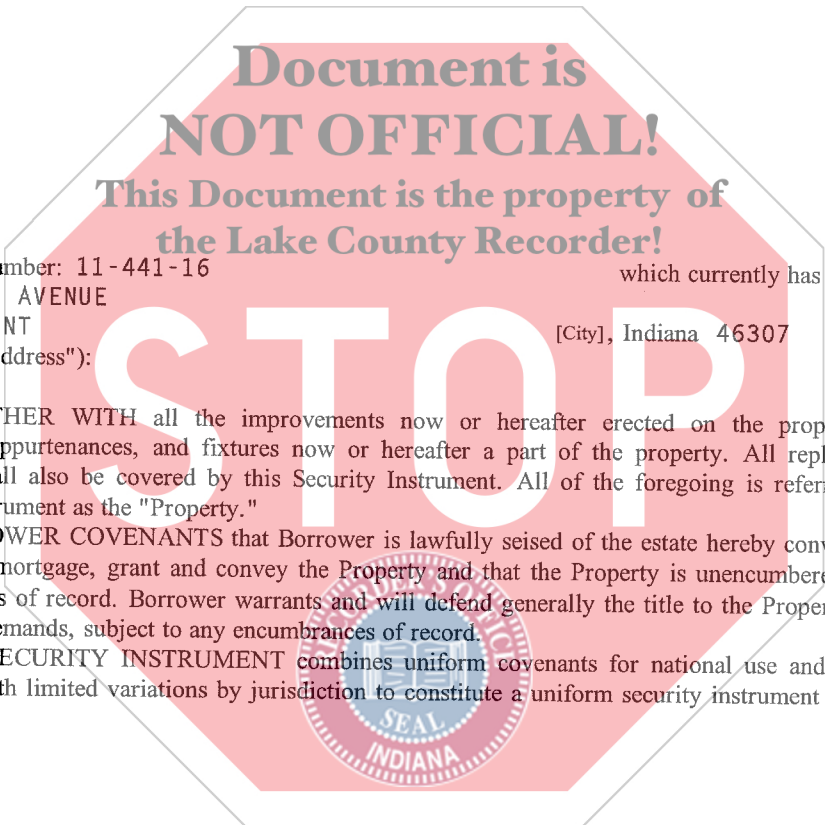 Document is
NOT OFFICIAL!
This Document is the property of
the Lake County Recorder!
mber: 11-441-16 which currently has
AVENUE
NT [City], Indiana 46307
ddress"):
STOP
THER WITH all the improvements now or hereafter erected on the prop
ppurtenances, and fixtures now or hereafter a part of the property. All repl
ll also be covered by this Security Instrument. All of the foregoing is referr
rument as the "Property."
OWER COVENANTS that Borrower is lawfully seised of the estate hereby conv
mortgage, grant and convey the Property and that the Property is unencumbere
s of record. Borrower warrants and will defend generally the title to the Proper
emands, subject to any encumbrances of record.
ECURITY INSTRUMENT combines uniform covenants for national use and
th limited variations by jurisdiction to constitute a uniform security instrument
RECORDER'S OFFICE
SEAL
INDIANA